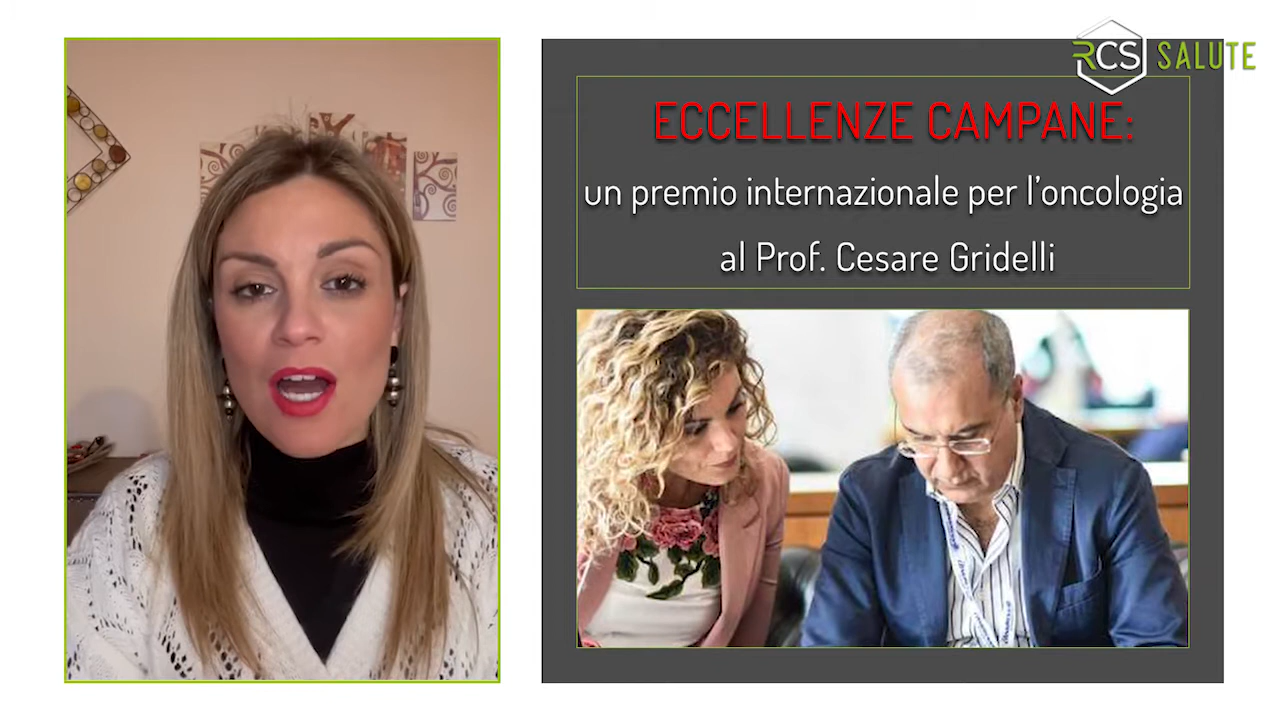 RCS SALUTE
ECCELLENZE CAMPANE:
un premio internazionale per l'oncologia
al Prof. Cesare Gridelli